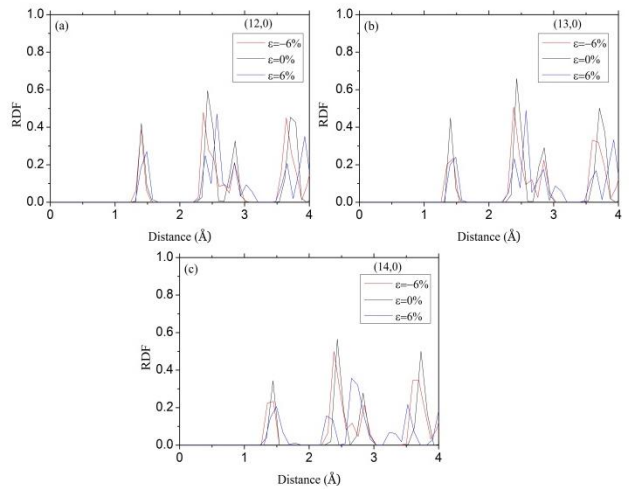 (a) (12,0)
ε=-6%
ε=0%
ε=6%
RDF
1.0
0.8
0.6
0.4
0.2
0.0
0 1 2 3 4
Distance (Å)
(b) (13,0)
ε=-6%
ε=0%
ε=6%
RDF
1.0
0.8
0.6
0.4
0.2
0.0
0 1 2 3 4
Distance (Å)
(c) (14,0)
ε=-6%
ε=0%
ε=6%
RDF
1.0
0.8
0.6
0.4
0.2
0.0
0 1 2 3 4
Distance (Å)